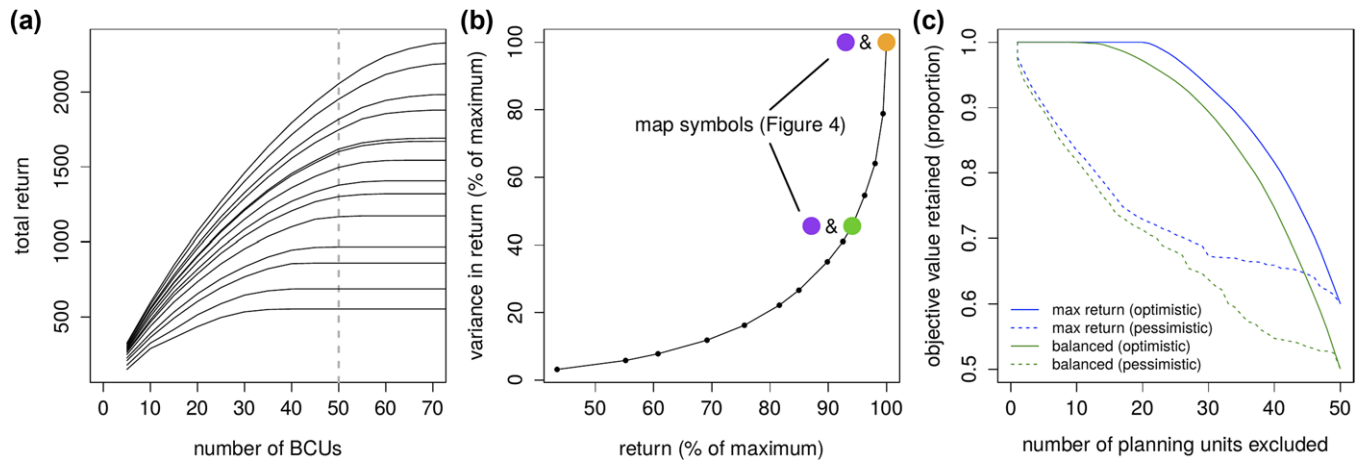 (a)
total return
500
1000
1500
2000
0 10 20 30 40 50 60 70
number of BCUs
(b)
variance in return (% of maximum)
0
20
40
60
80
100
&
map symbols (Figure 4)
&
50 60 70 80 90 100
return (% of maximum)
(c)
objective value retained (proportion)
0.5
0.6
0.7
0.8
0.9
1.0
max return (optimistic)
max return (pessimistic)
balanced (optimistic)
balanced (pessimistic)
0 10 20 30 40 50
number of planning units excluded